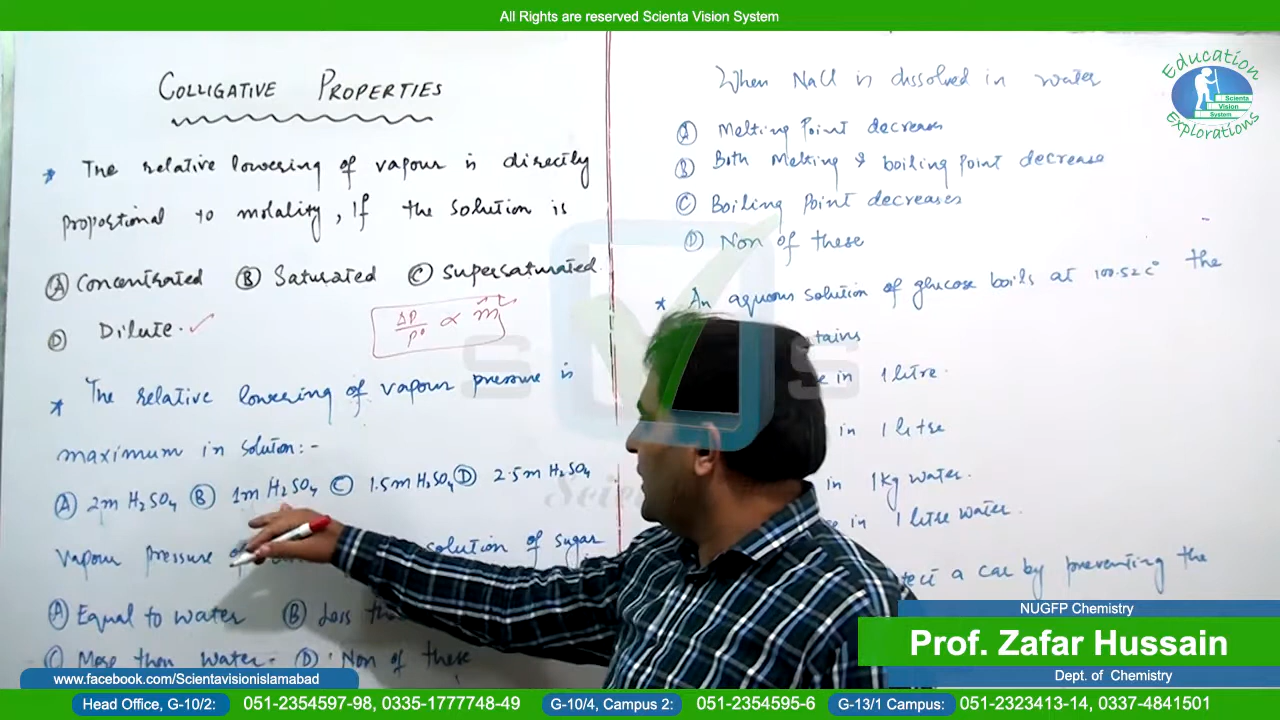 All Rights are reserved Scienta Vision System
COLLIGATIVE PROPERTIES
* The relative lowering of vapour is directly
proportional to molality, If the solution is
(A) Concentrated (B) Saturated (C) Supersaturated.
(D) Dilute. ✓
ΔP/P° ∝ m
* The relative lowering of vapour pressure is
maximum in solution:-
(A) 2m H2SO4 (B) 1m H2SO4 (C) 1.5m H2SO4 (D) 2.5m H2SO4
Vapour pressure solution of sugar
(A) Equal to water (B) Loss
(C) More than water. (D) Non of these
When NaCl is dissolved in water
(A) Melting Point decreases
(B) Both Melting & boiling point decrease
(C) Boiling Point decreases
(D) Non of these
* An aqueous solution of glucose boils at 100.52C° the
in 1 litre.
in 1 litre
in 1Kg water.
in 1 litre water.
a car by preventing the
Education
Scienta
Vision
System
Explorations
S V S
NUGFP Chemistry
Prof. Zafar Hussain
Dept. of Chemistry
www.facebook.com/Scientavisionislamabad
Head Office, G-10/2: 051-2354597-98, 0335-1777748-49 G-10/4, Campus 2: 051-2354595-6 G-13/1 Campus: 051-2323413-14, 0337-4841501